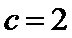 c = 2